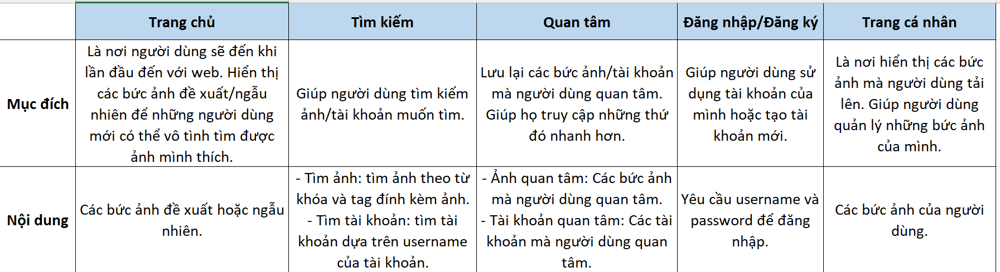 Trang chủ
Tìm kiếm
Quan tâm
Đăng nhập/Đăng ký
Trang cá nhân
Mục đích
Là nơi người dùng sẽ đến khi
lần đầu đến với web. Hiển thị
các bức ảnh đề xuất/ngẫu
nhiên để những người dùng
mới có thể vô tình tìm được
ảnh mình thích.
Giúp người dùng tìm kiếm
ảnh/tài khoản muốn tìm.
Lưu lại các bức ảnh/tài khoản
mà người dùng quan tâm.
Giúp họ truy cập những thứ
đó nhanh hơn.
Giúp người dùng sử
dụng tài khoản của
mình hoặc tạo tài
khoản mới.
Là nơi hiển thị các bức
ảnh mà người dùng tải
lên. Giúp người dùng
quản lý những bức ảnh
của mình.
Nội dung
Các bức ảnh đề xuất hoặc ngẫu
nhiên.
- Tìm ảnh: tìm ảnh theo từ
khóa và tag đính kèm ảnh.
- Tìm tài khoản: tìm tài
khoản dựa trên username
của tài khoản.
- Ảnh quan tâm: Các bức ảnh
mà người dùng quan tâm.
- Tài khoản quan tâm: Các tài
khoản mà người dùng quan
tâm.
Yêu cầu username và
password để đăng
nhập.
Các bức ảnh của người
dùng.